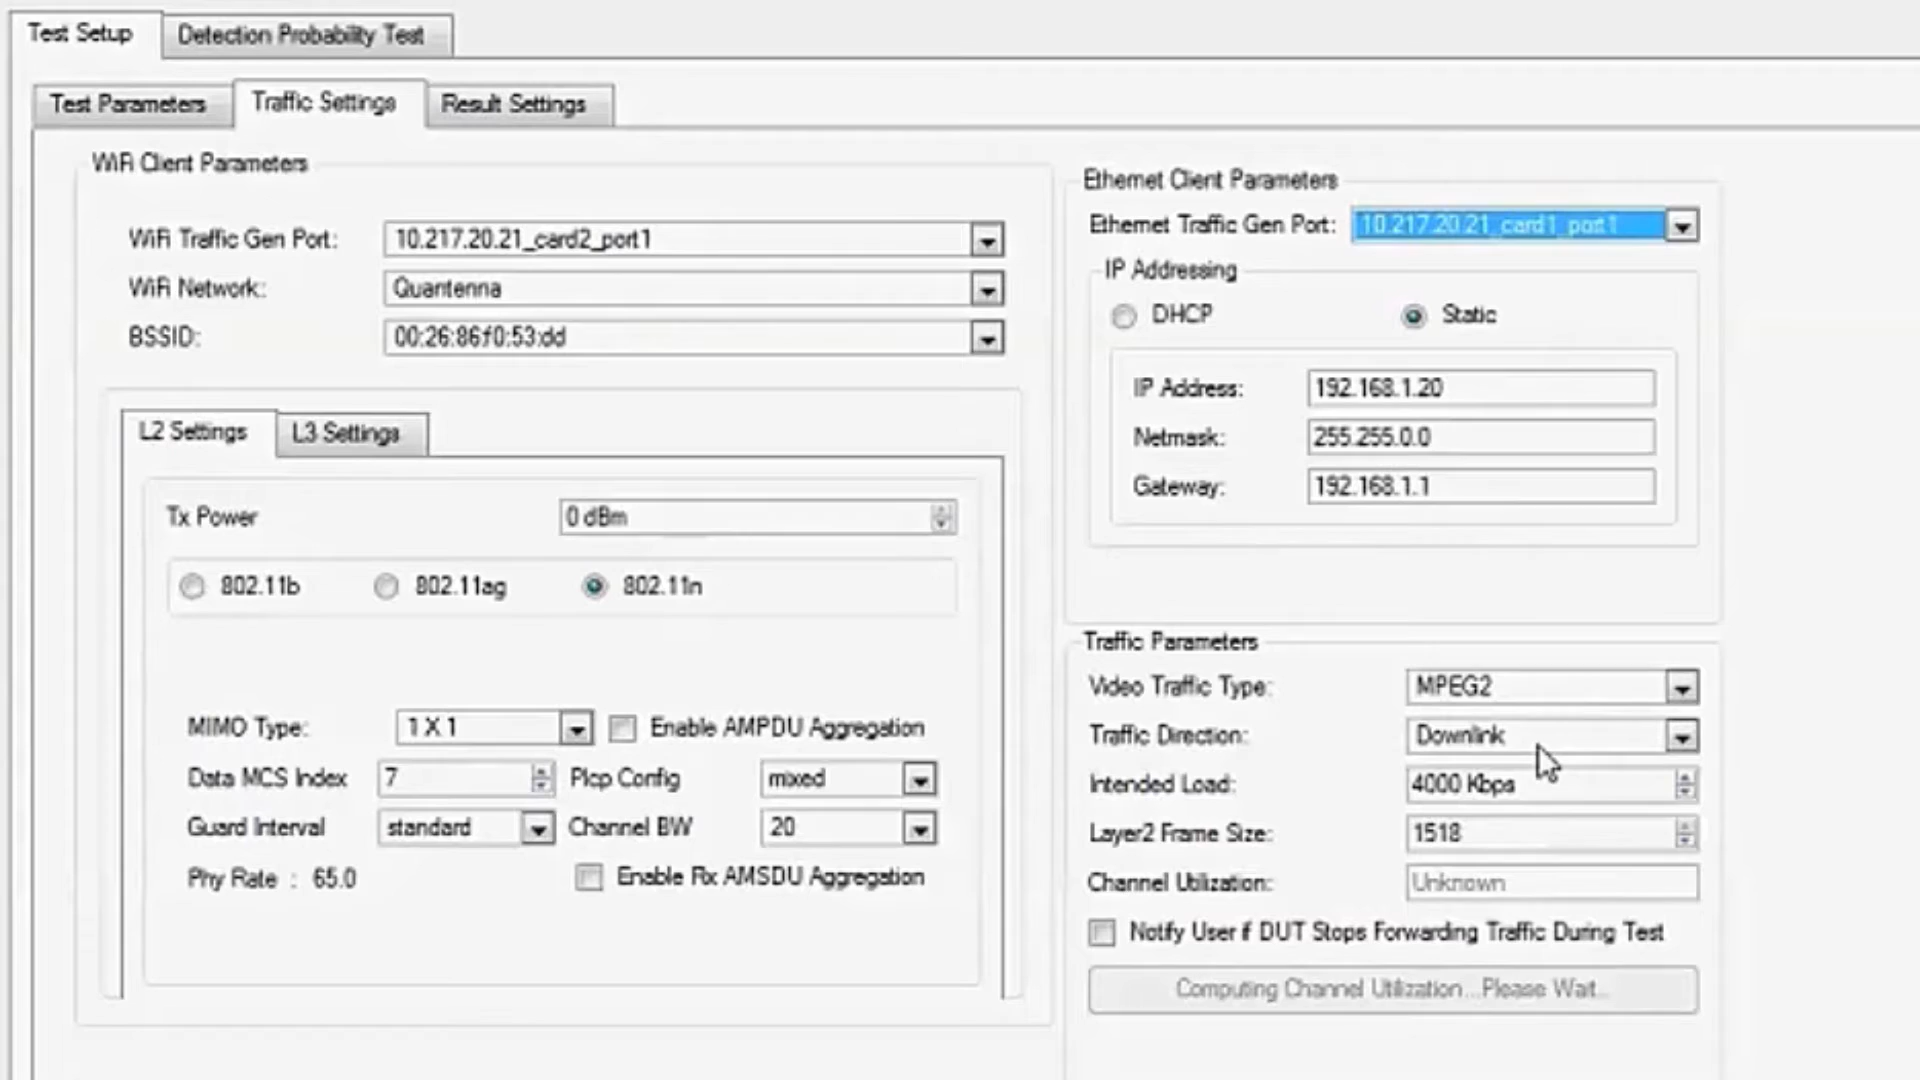 Test Setup
Detection Probability Test
Test Parameters
Traffic Settings
Result Settings
WiFi Client Parameters
WiFi Traffic Gen Port:
10.217.20.21_card2_port1
WiFi Network:
Quantenna
BSSID:
00:26:86:f0:53:dd
L2 Settings
L3 Settings
Tx Power
0 dBm
802.11b
802.11ag
802.11n
MIMO Type:
1 X 1
Enable AMPDU Aggregation
Data MCS Index
7
Plcp Config
mixed
Guard Interval
standard
Channel BW
20
Phy Rate : 65.0
Enable Rx AMSDU Aggregation
Ethernet Client Parameters
Ethernet Traffic Gen Port:
10.217.20.21_card1_port1
IP Addressing
DHCP
Static
IP Address:
192.168.1.20
Netmask:
255.255.0.0
Gateway:
192.168.1.1
Traffic Parameters
Video Traffic Type:
MPEG2
Traffic Direction:
Downlink
Intended Load:
4000 Kbps
Layer2 Frame Size:
1518
Channel Utilization:
Unknown
Notify User if DUT Stops Forwarding Traffic During Test
Computing Channel Utilization...Please Wait...